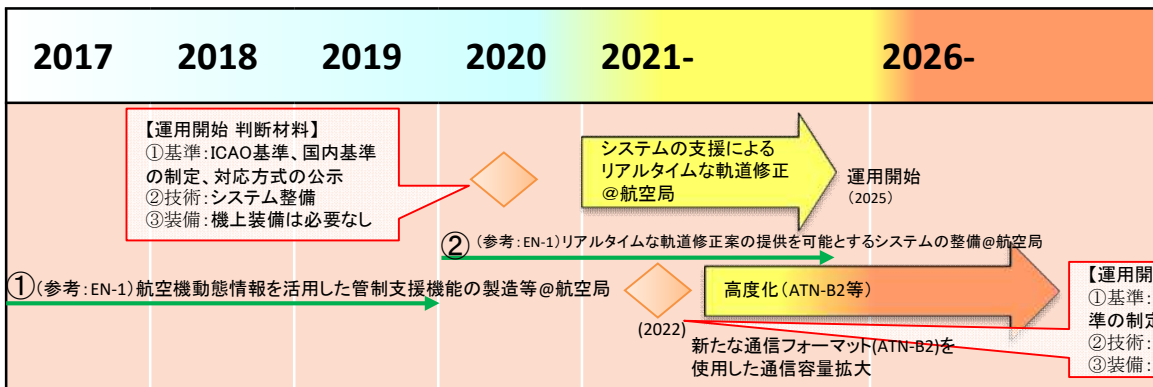 2017 2018 2019 2020 2021- 2026-
【運用開始 判断材料】
①基準:ICAO基準、国内基準
の制定、対応方式の公示
②技術:システム整備
③装備:機上装備は必要なし
システムの支援による
リアルタイムな軌道修正
@航空局
運用開始
(2025)
②(参考:EN-1)リアルタイムな軌道修正案の提供を可能とするシステムの整備@航空局
①(参考:EN-1)航空機動態情報を活用した管制支援機能の製造等@航空局
(2022)
高度化(ATN-B2等)
新たな通信フォーマット(ATN-B2)を
使用した通信容量拡大
【運用開
①基準:
準の制定
②技術:
③装備: